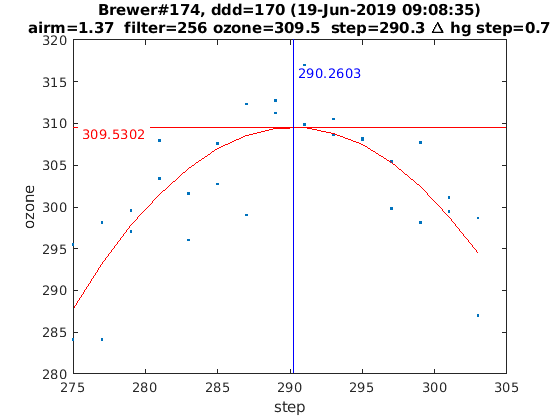 Brewer#174, ddd=170 (19-Jun-2019 09:08:35)
airm=1.37 filter=256 ozone=309.5 step=290.3 Δ hg step=0.7
320
315
310
305
300
295
290
285
280
290.2603
309.5302
ozone
275 280 285 290 295 300 305
step